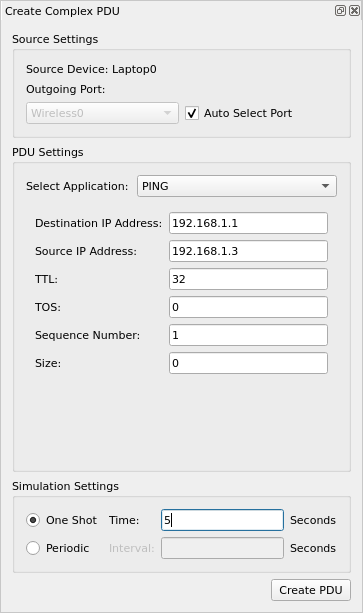 Create Complex PDU
Source Settings
Source Device: Laptop0
Outgoing Port:
Wireless0
Auto Select Port
PDU Settings
Select Application: PING
Destination IP Address: 192.168.1.1
Source IP Address: 192.168.1.3
TTL: 32
TOS: 0
Sequence Number: 1
Size: 0
Simulation Settings
One Shot Time: 5 Seconds
Periodic Interval: Seconds
Create PDU